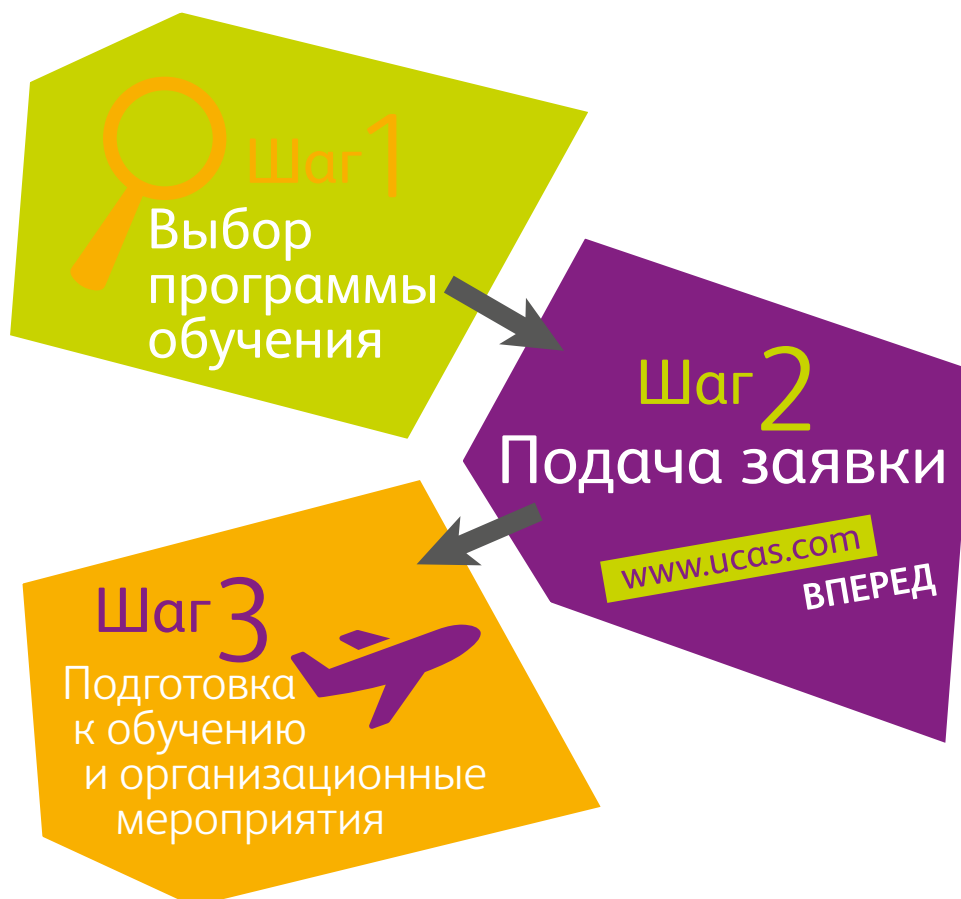 Шаг 1
Выбор
программы
обучения
Шаг 2
Подача заявки
www.ucas.com
ВПЕРЕД
Шаг 3
Подготовка
к обучению
и организационные
мероприятия